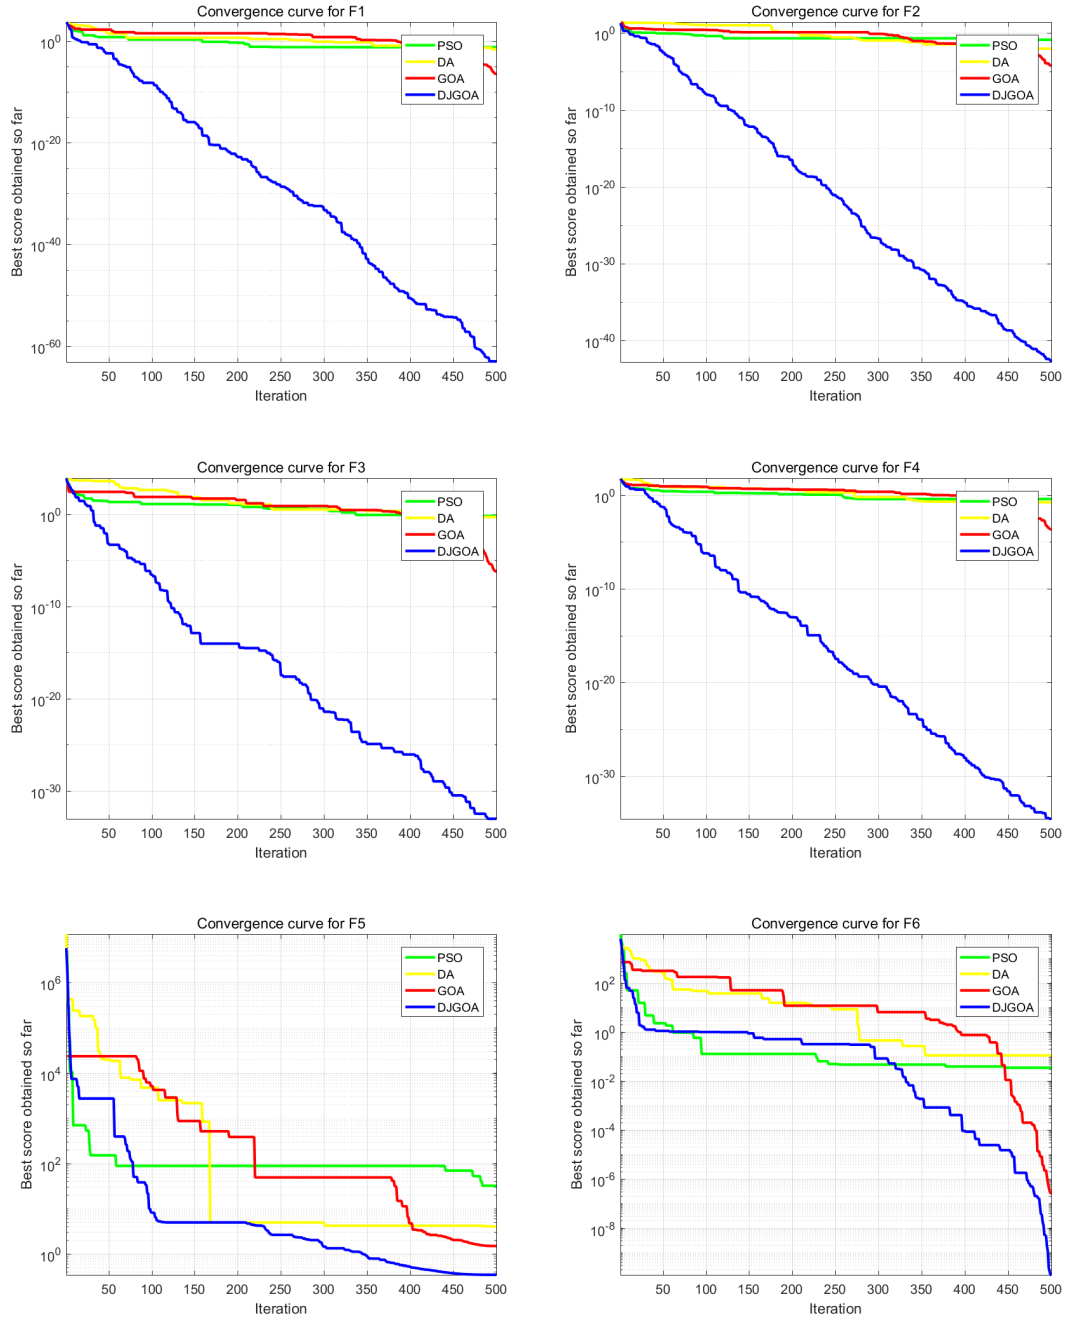 Convergence curve for F1
Best score obtained so far
10^0
10^-20
10^-40
10^-60
50 100 150 200 250 300 350 400 450 500
Iteration
PSO
DA
GOA
DJGOA
Convergence curve for F2
Best score obtained so far
10^0
10^-10
10^-20
10^-30
10^-40
50 100 150 200 250 300 350 400 450 500
Iteration
PSO
DA
GOA
DJGOA
Convergence curve for F3
Best score obtained so far
10^0
10^-10
10^-20
10^-30
50 100 150 200 250 300 350 400 450 500
Iteration
PSO
DA
GOA
DJGOA
Convergence curve for F4
Best score obtained so far
10^0
10^-10
10^-20
10^-30
50 100 150 200 250 300 350 400 450 500
Iteration
PSO
DA
GOA
DJGOA
Convergence curve for F5
Best score obtained so far
10^6
10^4
10^2
10^0
50 100 150 200 250 300 350 400 450 500
Iteration
PSO
DA
GOA
DJGOA
Convergence curve for F6
Best score obtained so far
10^2
10^0
10^-2
10^-4
10^-6
10^-8
50 100 150 200 250 300 350 400 450 500
Iteration
PSO
DA
GOA
DJGOA